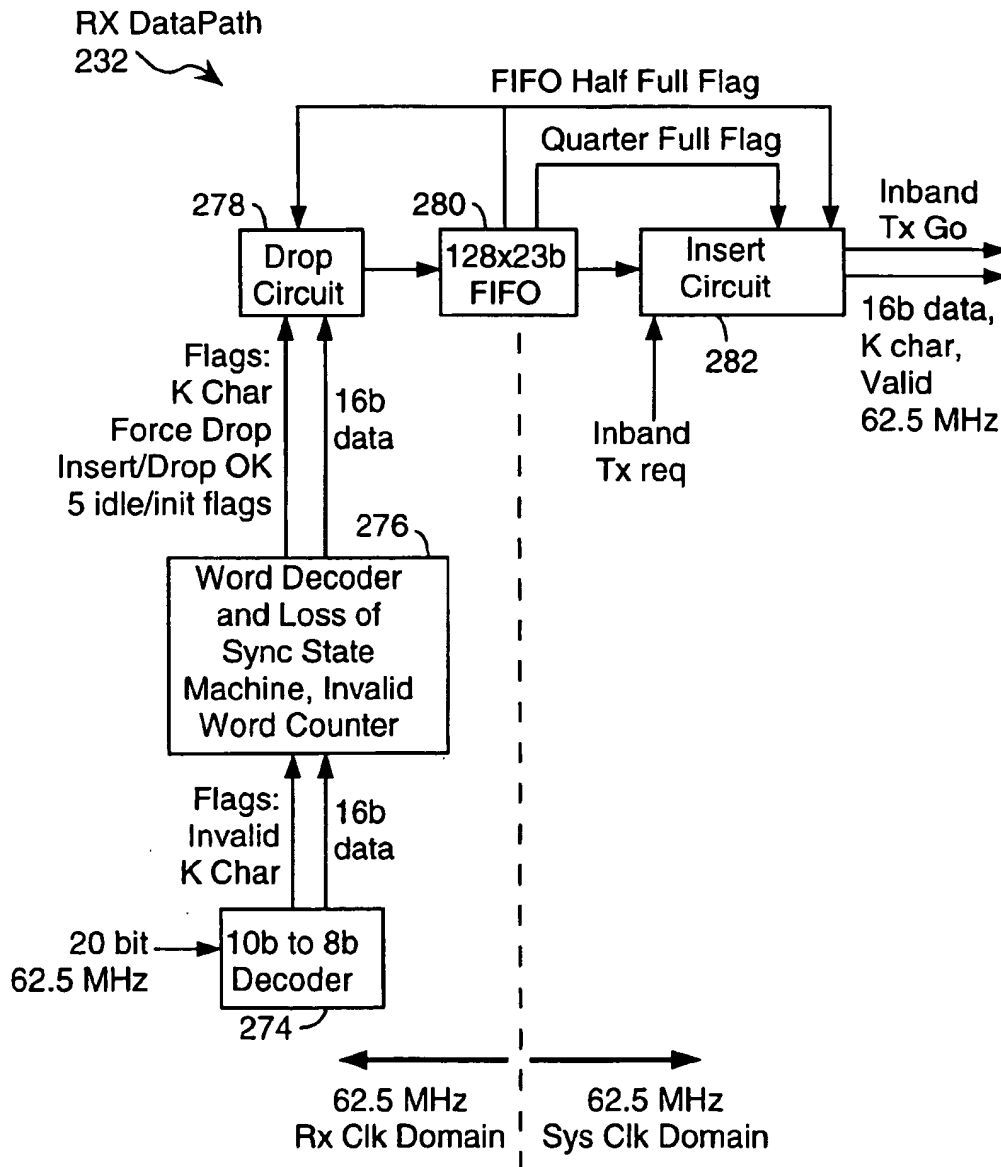 RX DataPath
232
FIFO Half Full Flag
Quarter Full Flag
278
280
Inband
Tx Go
Drop
Circuit
128x23b
FIFO
Insert
Circuit
282
16b data,
K char,
Valid
62.5 MHz
Flags:
K Char
Force Drop
Insert/Drop OK
5 idle/init flags
16b
data
Inband
Tx req
276
Word Decoder
and Loss of
Sync State
Machine, Invalid
Word Counter
Flags:
Invalid
K Char
16b
data
20 bit
62.5 MHz
10b to 8b
Decoder
274
62.5 MHz
Rx Clk Domain
62.5 MHz
Sys Clk Domain